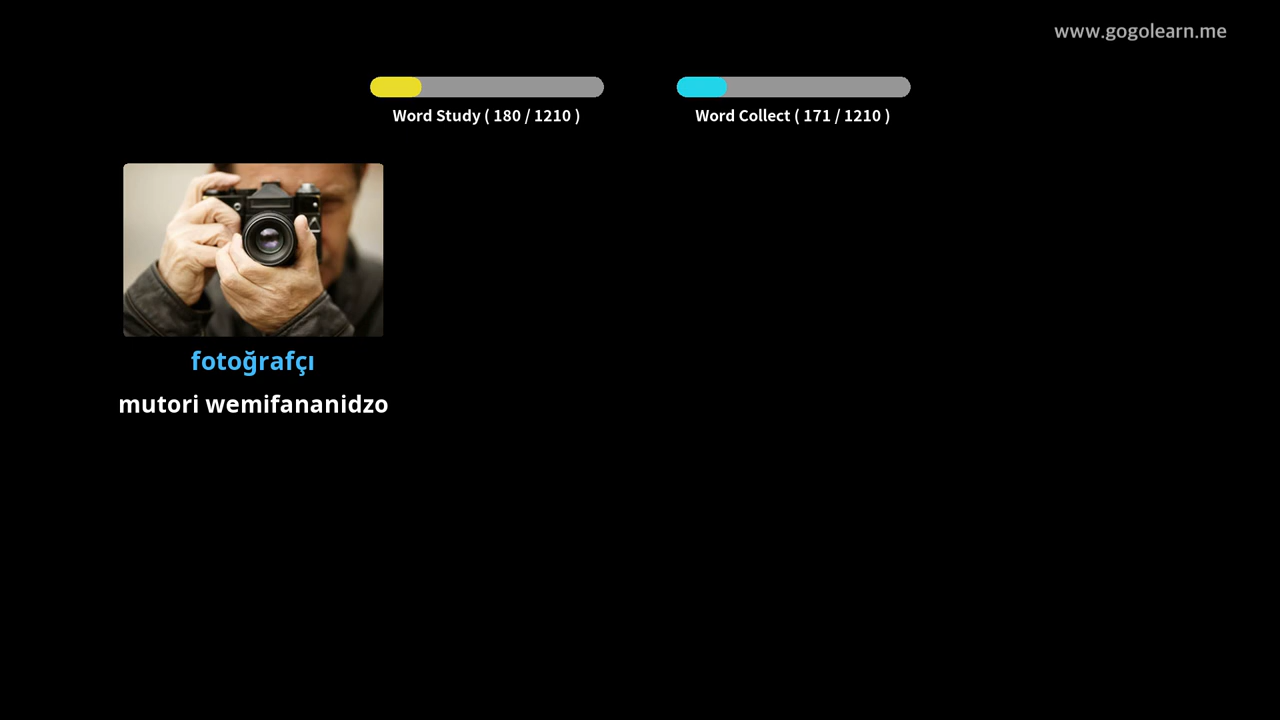 www.gogolearn.me
Word Study ( 180 / 1210 )
Word Collect ( 171 / 1210 )
fotoğrafçı
mutori wemifananidzo